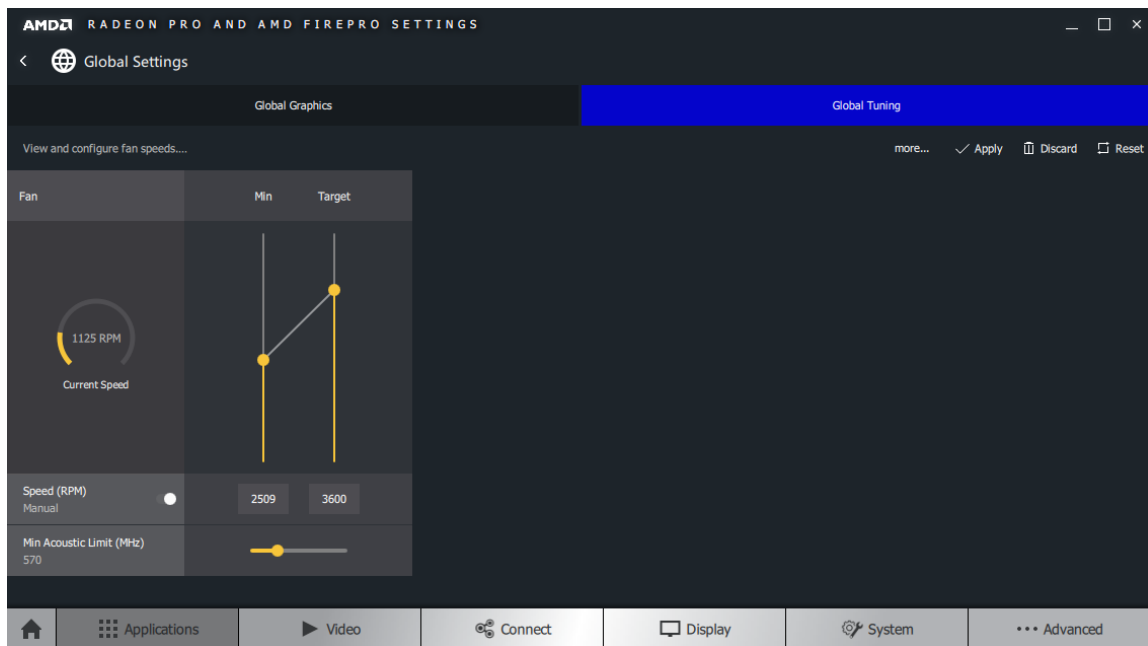 AMD RADEON PRO AND AMD FIREPRO SETTINGS
Global Settings
Global Graphics
Global Tuning
View and configure fan speeds....
more...
Apply
Discard
Reset
Fan
Min
Target
1125 RPM
Current Speed
Speed (RPM)
Manual
2509
3600
Min Acoustic Limit (MHz)
570
Applications
Video
Connect
Display
System
Advanced